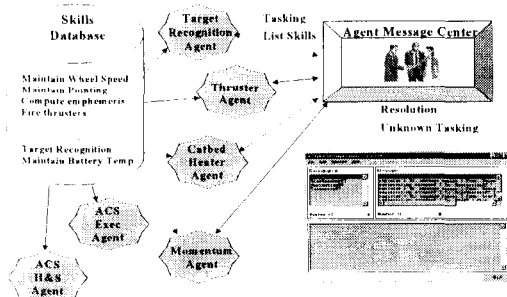 Skills
Database
Maintain Wheel Speed
Maintain Pointing
Compute emphemeris
Fire thrusters
Target Recognition
Maintain Battery Temp
Target
Recognition
Agent
Thruster
Agent
Catbed
Heater
Agent
Momentum
Agent
ACS
Exec
Agent
ACS
H&S
Agent
Tasking
List Skills
Agent Message Center
Resolution
Unknown Tasking